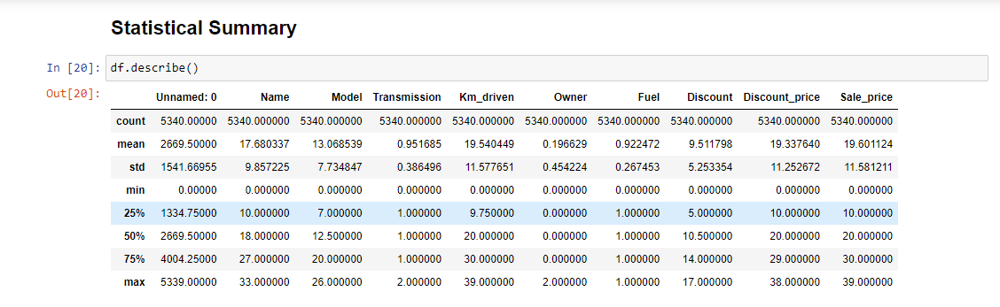 Statistical Summary
In [20]: df.describe()
Out[20]:
Unnamed: 0 Name Model Transmission Km_driven Owner Fuel Discount Discount_price Sale_price
count 5340.00000 5340.000000 5340.000000 5340.000000 5340.000000 5340.000000 5340.000000 5340.000000 5340.000000 5340.000000
mean 2669.50000 17.680337 13.068539 0.951685 19.540449 0.196629 0.922472 9.511798 19.337640 19.601124
std 1541.66955 9.857225 7.734847 0.386496 11.577651 0.454224 0.267453 5.253354 11.252672 11.581211
min 0.00000 0.000000 0.000000 0.000000 0.000000 0.000000 0.000000 0.000000 0.000000 0.000000
25% 1334.75000 10.000000 7.000000 1.000000 9.750000 0.000000 1.000000 5.000000 10.000000 10.000000
50% 2669.50000 18.000000 12.500000 1.000000 20.000000 0.000000 1.000000 10.500000 20.000000 20.000000
75% 4004.25000 27.000000 20.000000 1.000000 30.000000 0.000000 1.000000 14.000000 29.000000 30.000000
max 5339.00000 33.000000 26.000000 2.000000 39.000000 2.000000 1.000000 17.000000 38.000000 39.000000